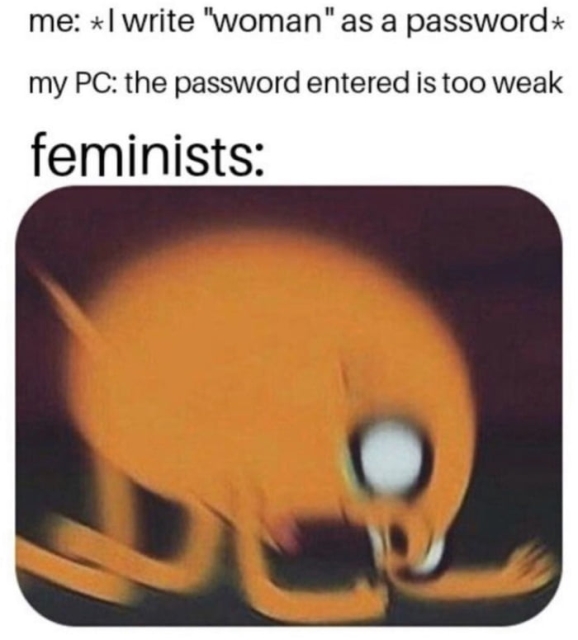 me: *I write "woman" as a password*
my PC: the password entered is too weak
feminists: